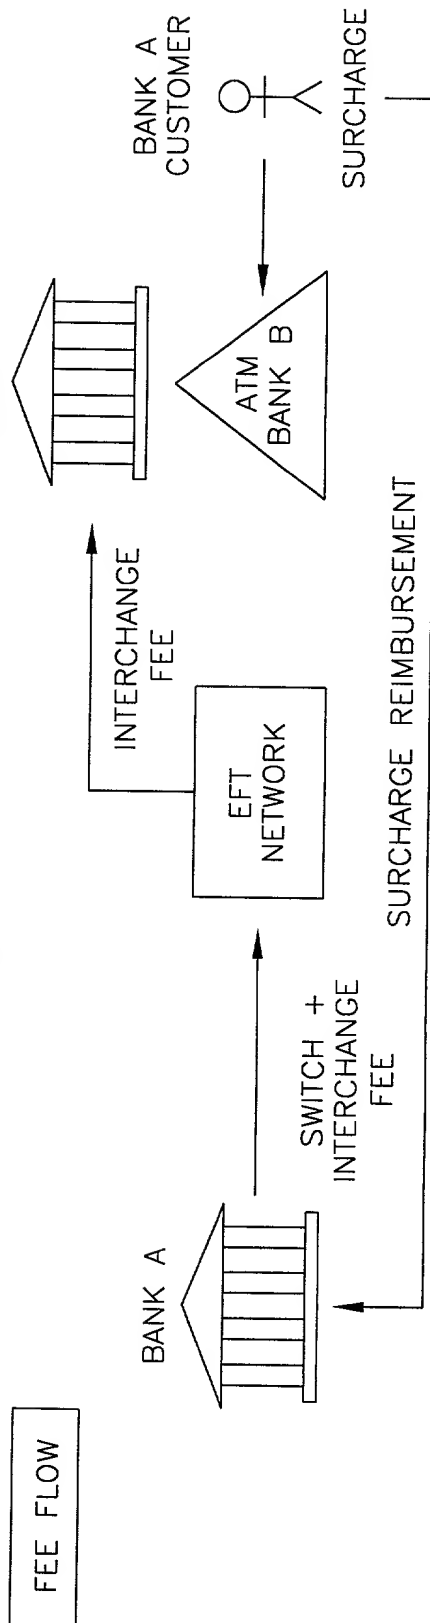 FEE FLOW
BANK A
SWITCH +
INTERCHANGE
FEE
EFT
NETWORK
INTERCHANGE
FEE
ATM
BANK B
BANK A
CUSTOMER
SURCHARGE
SURCHARGE REIMBURSEMENT